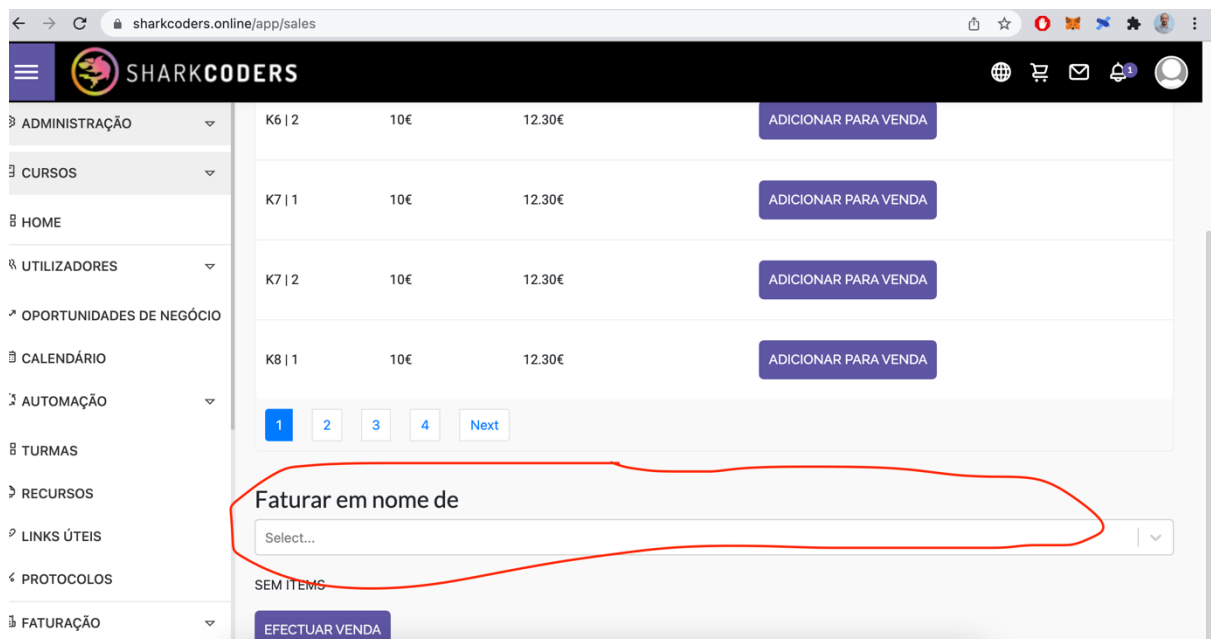 sharkcoders.online/app/sales
SHARKCODERS
1
ADMINISTRAÇÃO
CURSOS
HOME
UTILIZADORES
OPORTUNIDADES DE NEGÓCIO
CALENDÁRIO
AUTOMAÇÃO
TURMAS
RECURSOS
LINKS ÚTEIS
PROTOCOLOS
FATURAÇÃO
K6 | 2 10€ 12.30€ ADICIONAR PARA VENDA
K7 | 1 10€ 12.30€ ADICIONAR PARA VENDA
K7 | 2 10€ 12.30€ ADICIONAR PARA VENDA
K8 | 1 10€ 12.30€ ADICIONAR PARA VENDA
1 2 3 4 Next
Faturar em nome de
Select...
SEM ITEMS
EFECTUAR VENDA